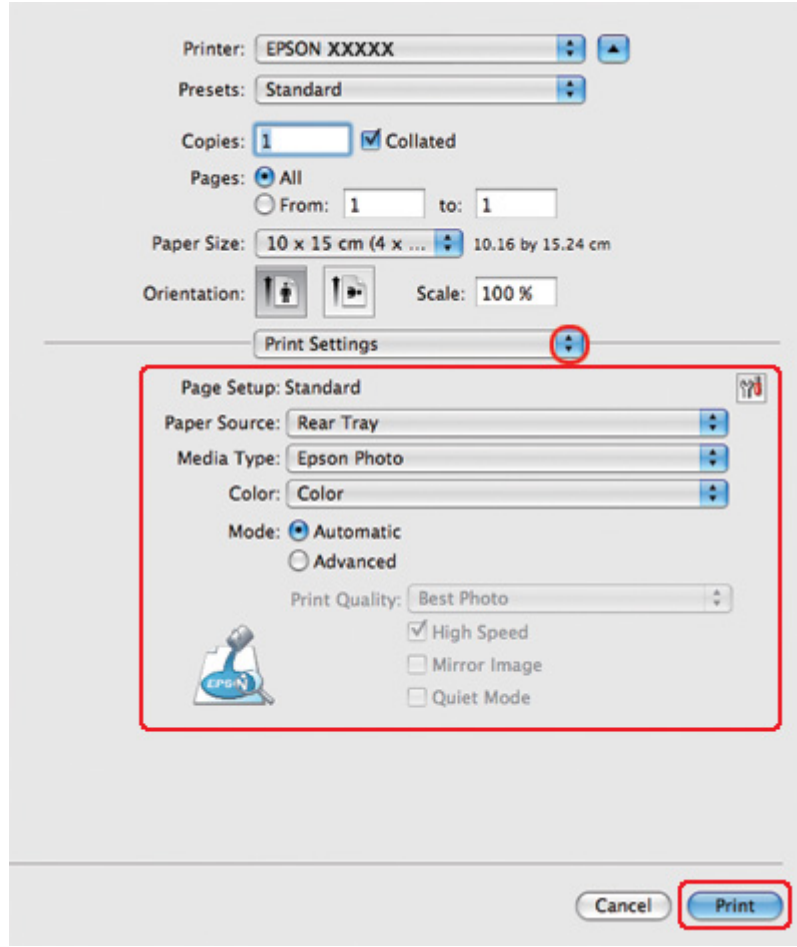 Printer: EPSON XXXXX
Presets: Standard
Copies: 1 Collated
Pages: All
From: 1 to: 1
Paper Size: 10 x 15 cm (4 x ... 10.16 by 15.24 cm
Orientation: Scale: 100 %
Print Settings
Page Setup: Standard
Paper Source: Rear Tray
Media Type: Epson Photo
Color: Color
Mode: Automatic
Advanced
Print Quality: Best Photo
High Speed
Mirror Image
Quiet Mode
EPSON
Cancel Print